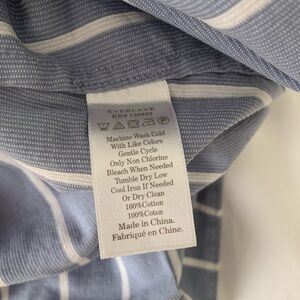 EVERLANE
Machine Wash Cold
With Like Colors
Gentle Cycle
Only Non Chlorine
Bleach When Needed
Tumble Dry Low
Cool Iron If Needed
Or Dry Clean
100%Cotton
100%Coton
Made in China.
Fabriqué en Chine.